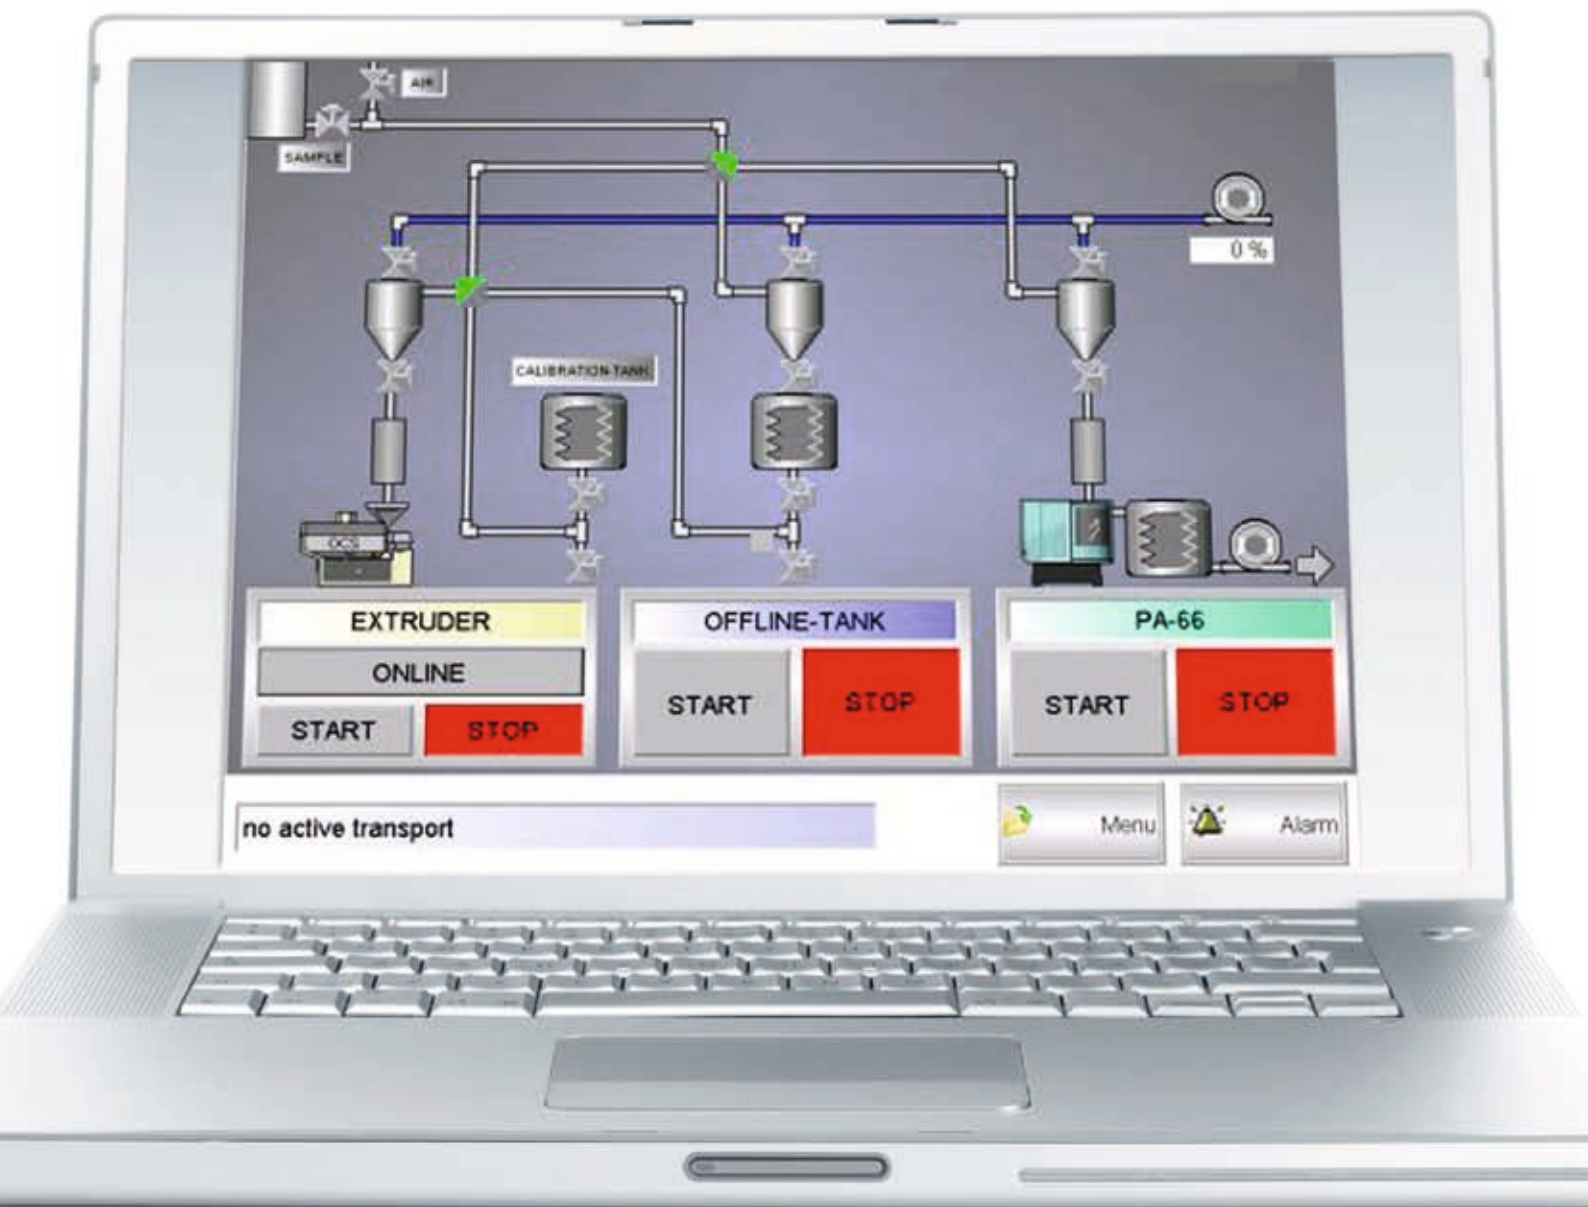 AIR
SAMPLE
0 %
CALIBRATION-TANK
OCS
EXTRUDER
ONLINE
START
STOP
OFFLINE-TANK
START
STOP
PA-66
START
STOP
no active transport
Menu
Alarm